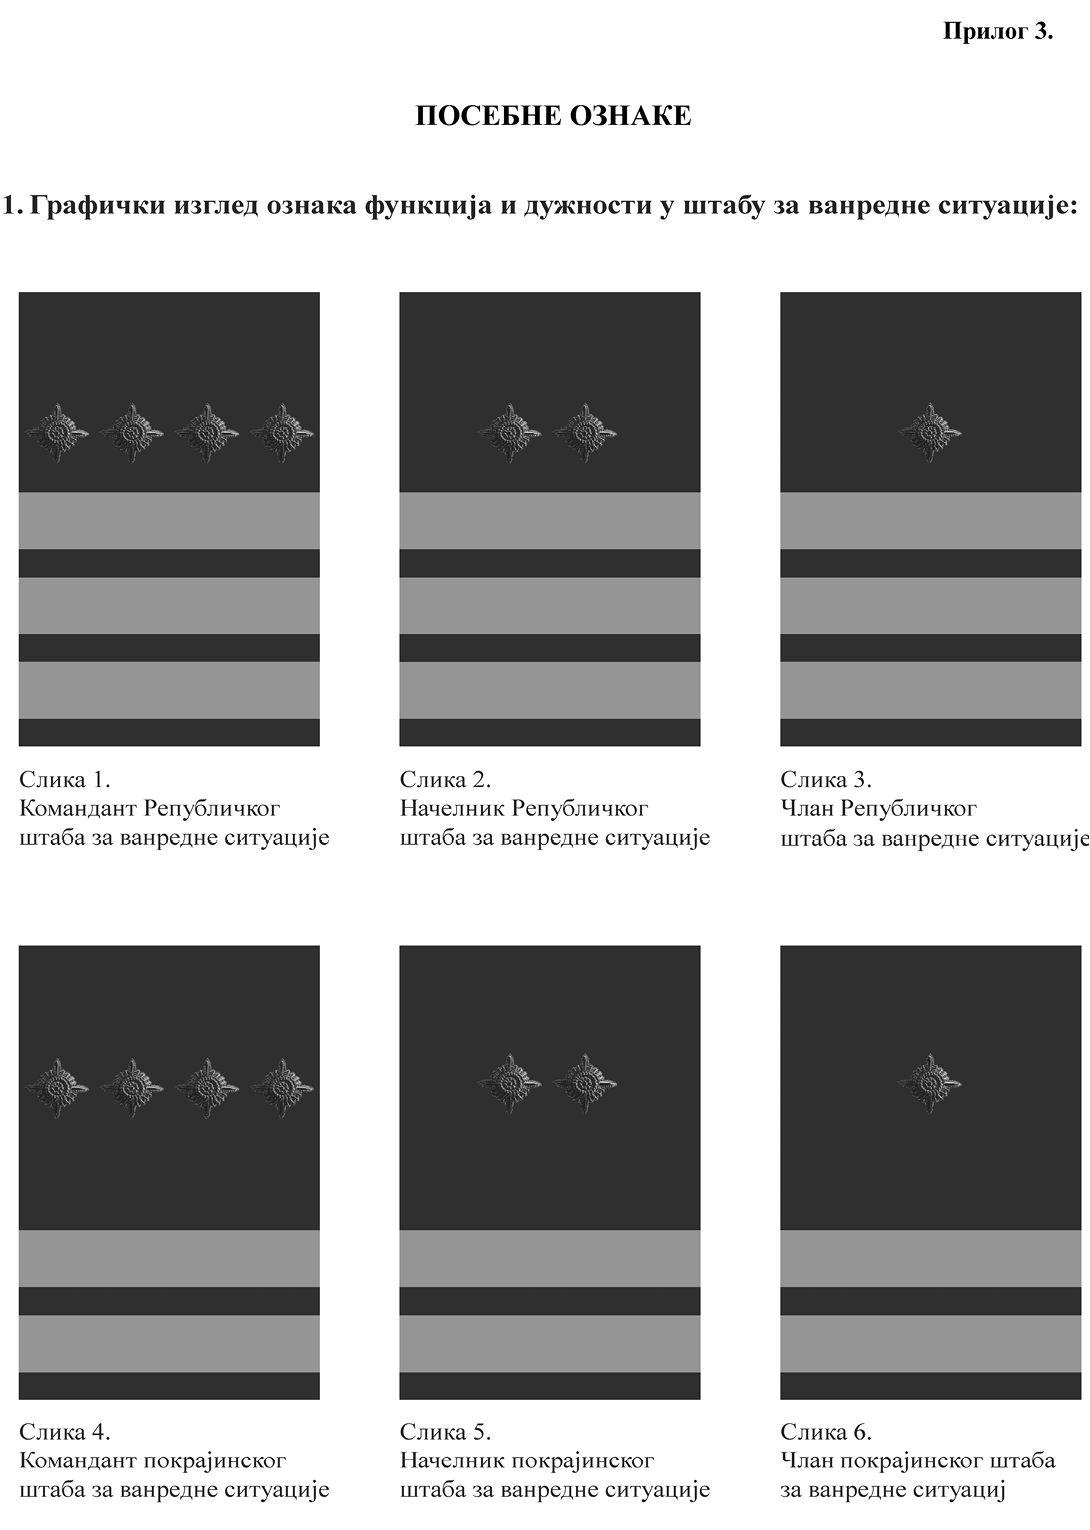 Прилог 3.
ПОСЕБНЕ ОЗНАКЕ
1. Графички изглед ознака функција и дужности у штабу за ванредне ситуације:
Слика 1.
Командант Републичког
штаба за ванредне ситуације
Слика 2.
Начелник Републичког
штаба за ванредне ситуације
Слика 3.
Члан Републичког
штаба за ванредне ситуације
Слика 4.
Командант покрајинског
штаба за ванредне ситуације
Слика 5.
Начелник покрајинског
штаба за ванредне ситуације
Слика 6.
Члан покрајинског штаба
за ванредне ситуациј